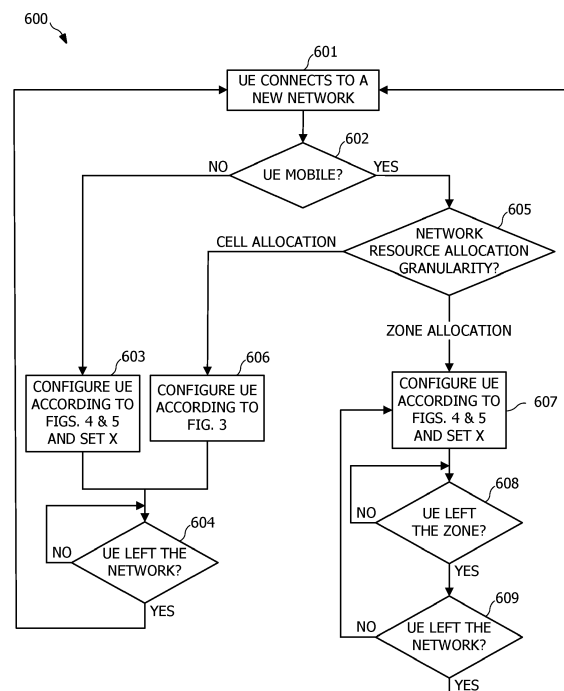 600
601
UE CONNECTS TO A
NEW NETWORK
602
NO
UE MOBILE?
YES
605
NETWORK
RESOURCE ALLOCATION
GRANULARITY?
CELL ALLOCATION
ZONE ALLOCATION
603
CONFIGURE UE
ACCORDING TO
FIGS. 4 & 5
AND SET X
606
CONFIGURE UE
ACCORDING TO
FIG. 3
607
CONFIGURE UE
ACCORDING TO
FIGS. 4 & 5
AND SET X
604
NO
UE LEFT THE
NETWORK?
YES
608
NO
UE LEFT
THE ZONE?
YES
609
NO
UE LEFT THE
NETWORK?
YES